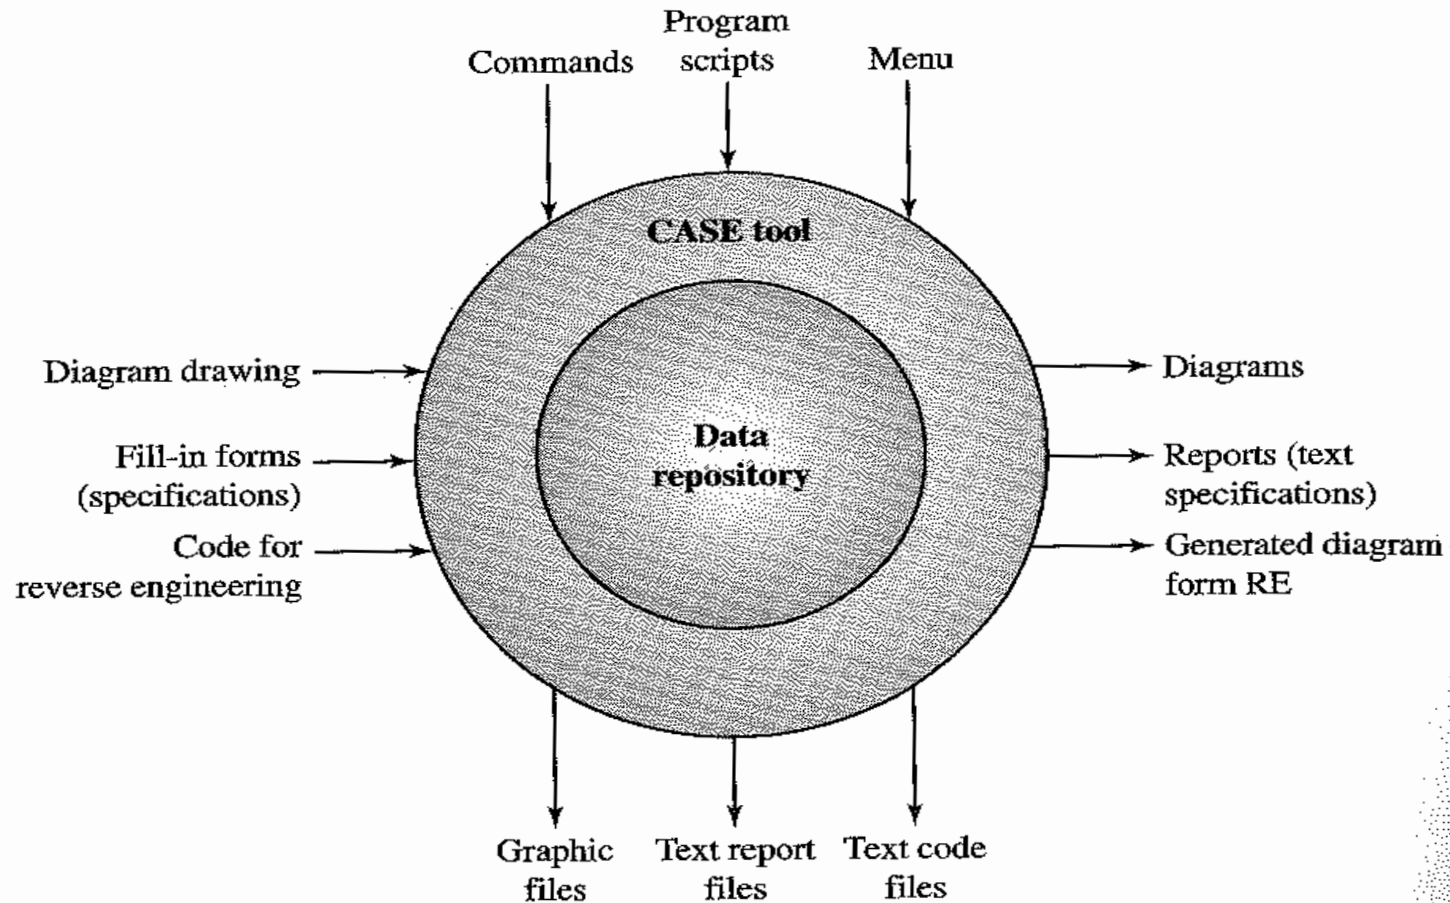 Program
scripts
Commands
Menu
CASE tool
Diagram drawing
Fill-in forms
(specifications)
Code for
reverse engineering
Data
repository
Diagrams
Reports (text
specifications)
Generated diagram
form RE
Graphic
files
Text report
files
Text code
files